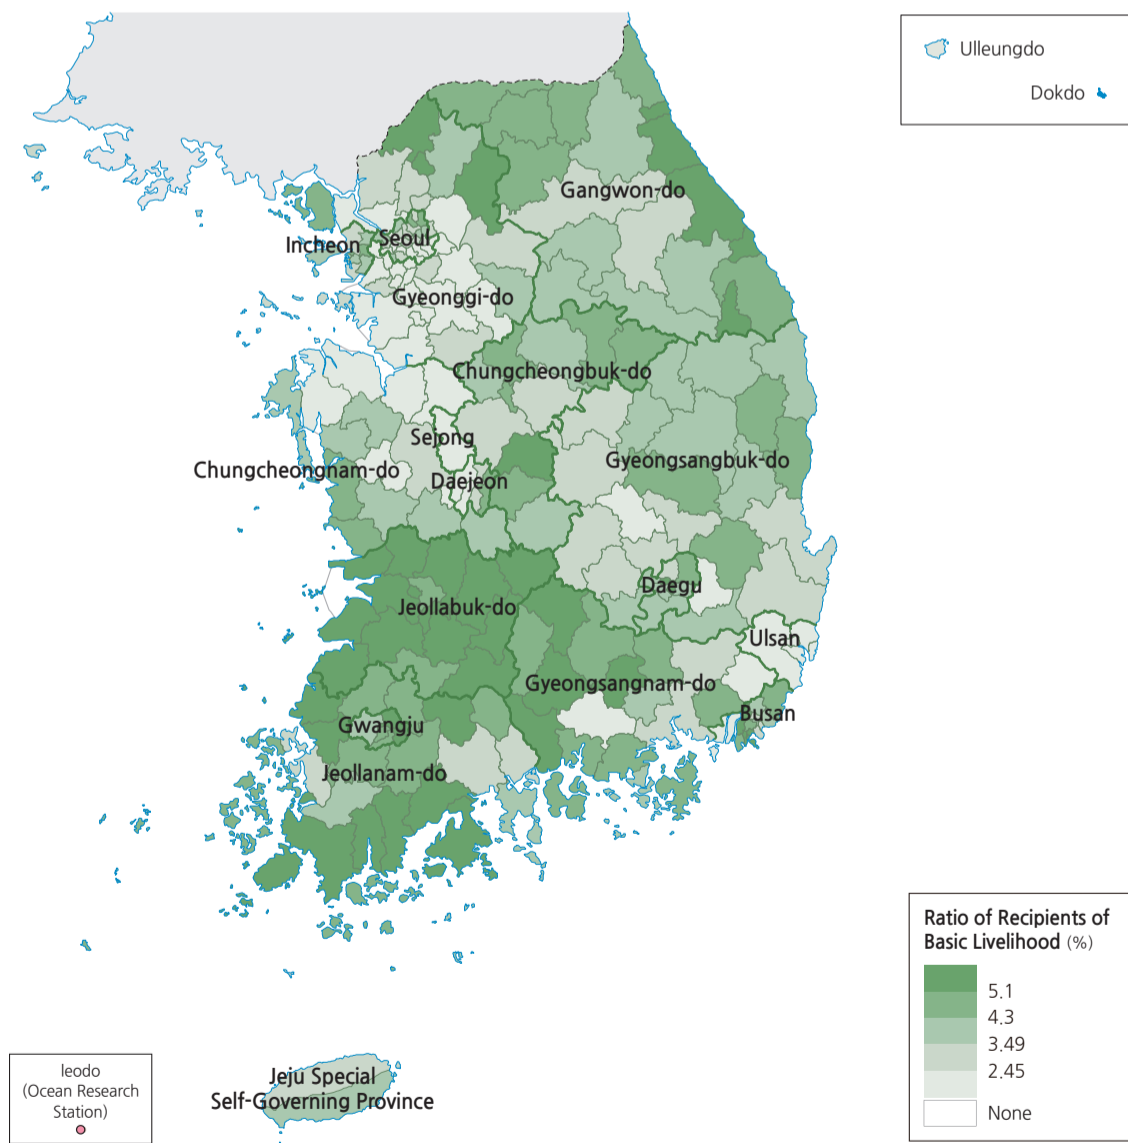 Ulleungdo
Dokdo
Gangwon-do
Incheon
Seoul
Gyeonggi-do
Chungcheongbuk-do
Sejong
Chungcheongnam-do
Daejeon
Gyeongsangbuk-do
Daegu
Jeollabuk-do
Ulsan
Gyeongsangnam-do
Busan
Gwangju
Jeollanam-do
Ratio of Recipients of
Basic Livelihood (%)
5.1
4.3
3.49
2.45
None
Ieodo
(Ocean Research
Station)
Jeju Special
Self-Governing Province